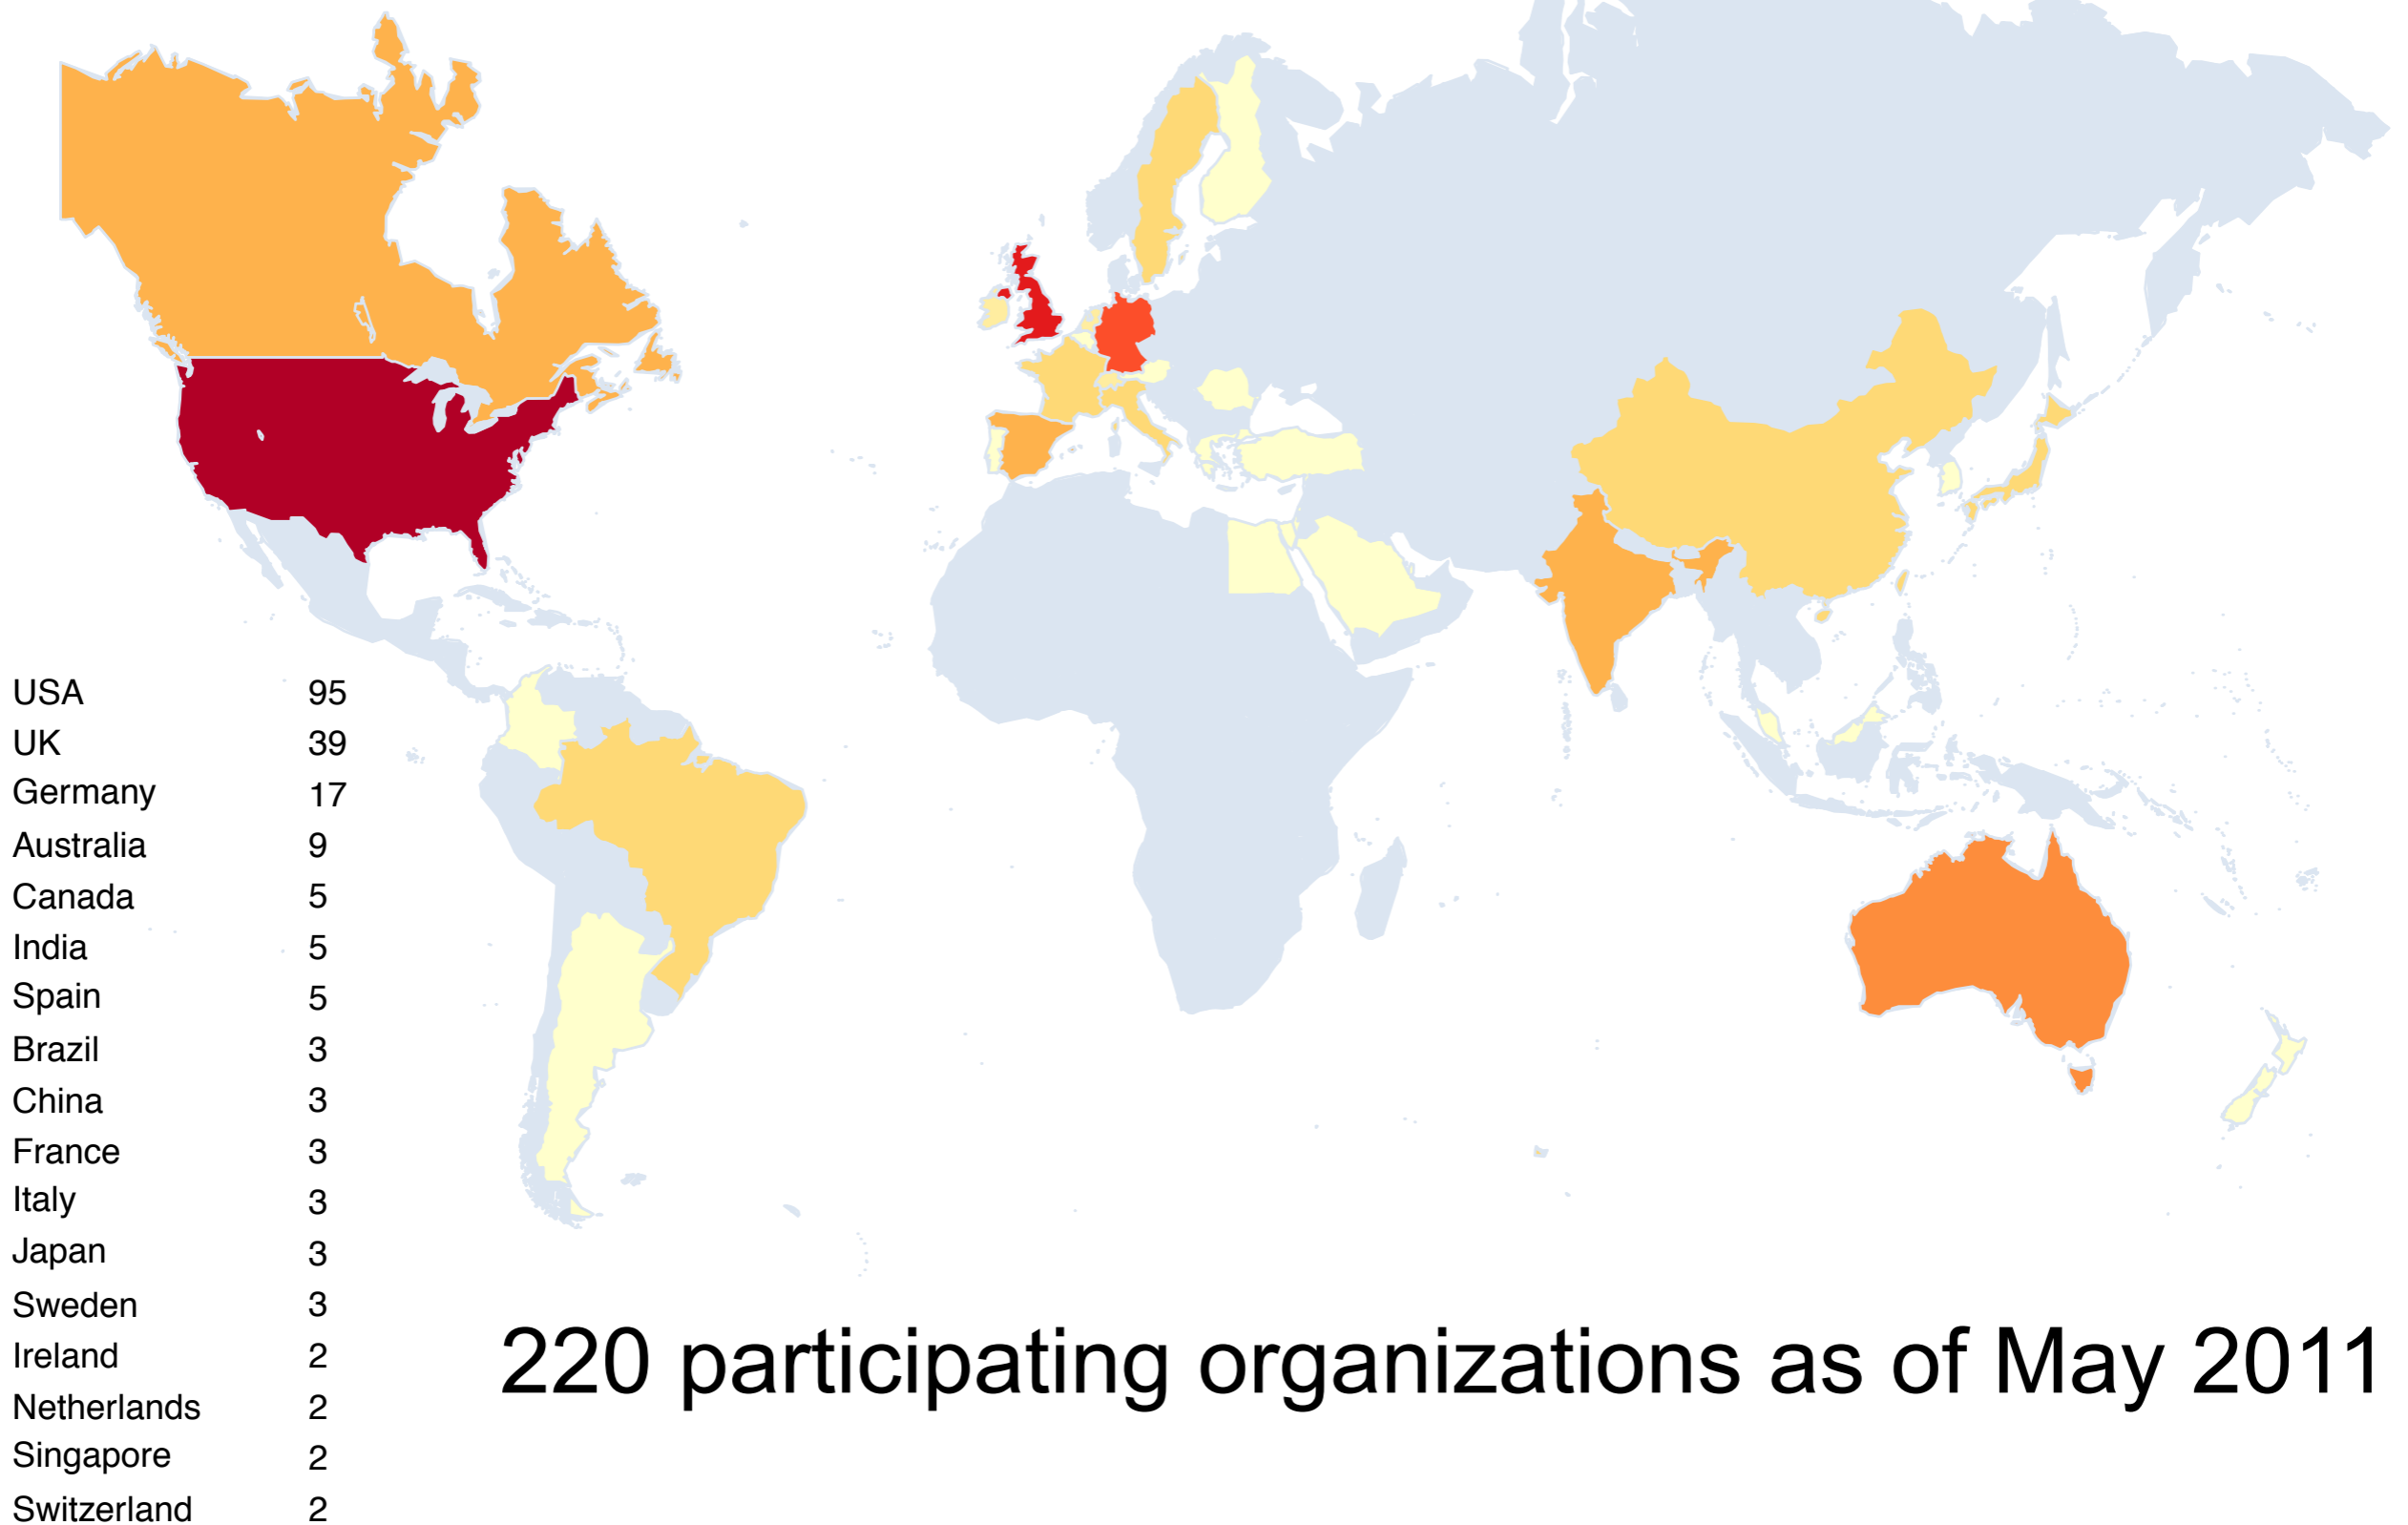 USA 95
UK 39
Germany 17
Australia 9
Canada 5
India 5
Spain 5
Brazil 3
China 3
France 3
Italy 3
Japan 3
Sweden 3
Ireland 2
Netherlands 2
Singapore 2
Switzerland 2
220 participating organizations as of May 2011